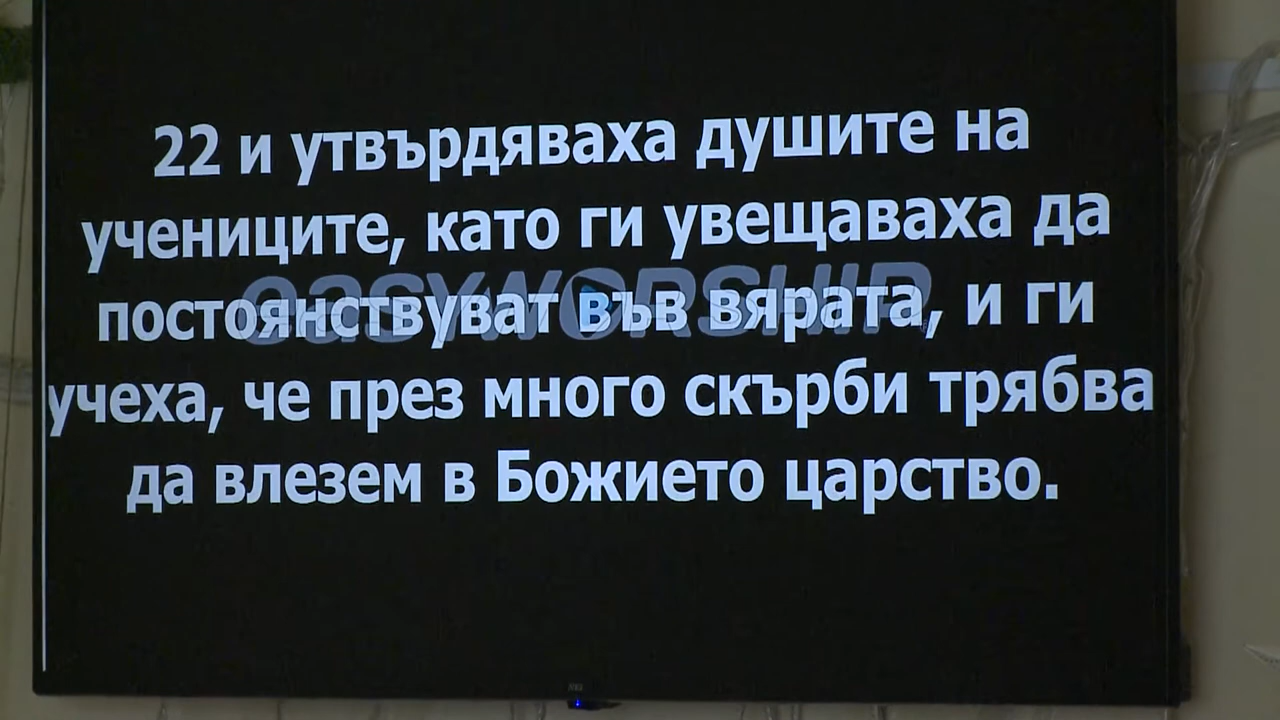 22 и утвърдяваха душите на
учениците, като ги увещаваха да
постоянствуват във вярата, и ги
easyworship
учеха, че през много скърби трябва
да влезем в Божието царство.